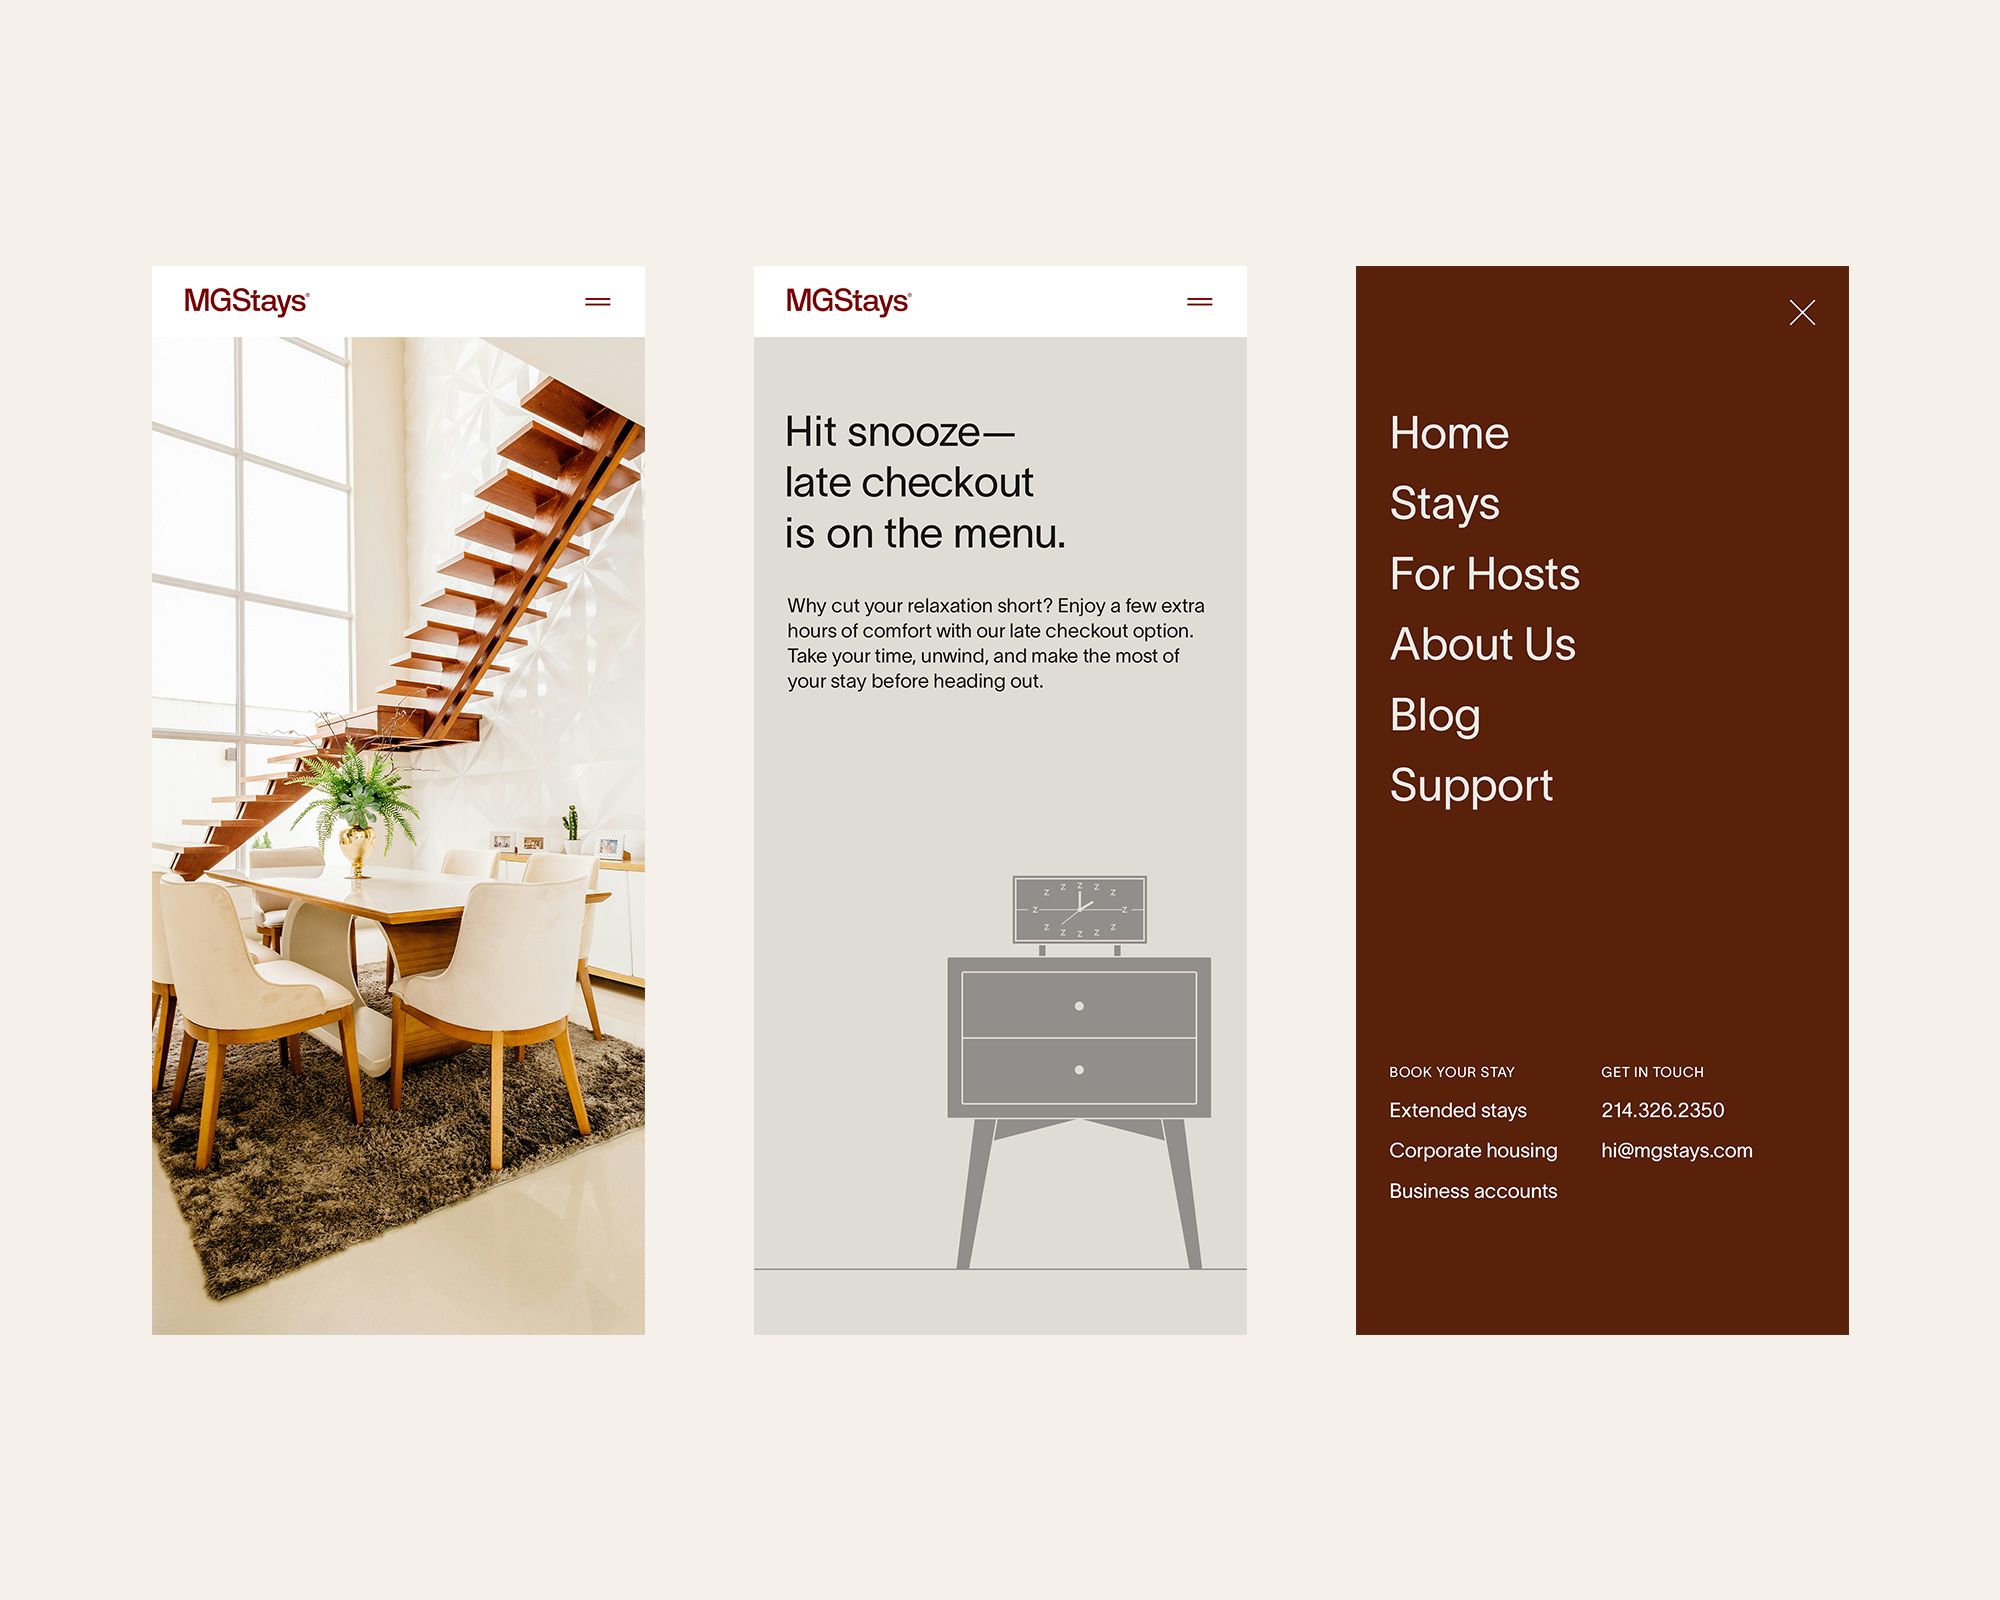 MGStays®
MGStays®
Hit snooze—
late checkout
is on the menu.
Why cut your relaxation short? Enjoy a few extra
hours of comfort with our late checkout option.
Take your time, unwind, and make the most of
your stay before heading out.
z z z z z
z z
z z z z z
Home
Stays
For Hosts
About Us
Blog
Support
BOOK YOUR STAY
Extended stays
Corporate housing
Business accounts
GET IN TOUCH
214.326.2350
hi@mgstays.com